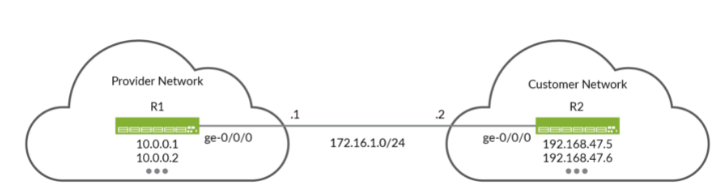 Provider Network
R1
ge-0/0/0
10.0.0.1
10.0.0.2
.1
172.16.1.0/24
.2
Customer Network
R2
ge-0/0/0
192.168.47.5
192.168.47.6